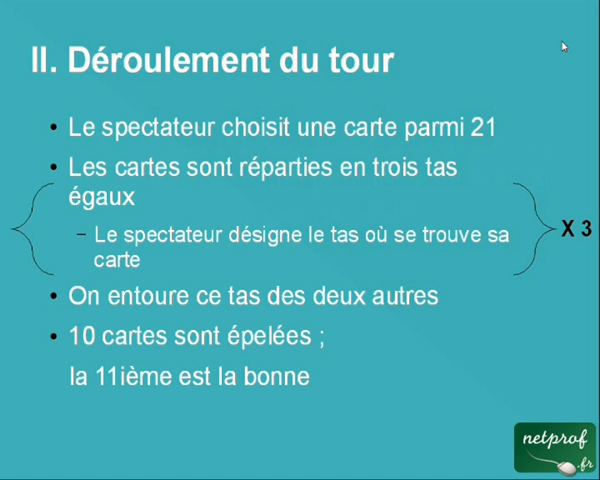 II. Déroulement du tour
• Le spectateur choisit une carte parmi 21
• Les cartes sont réparties en trois tas
égaux
– Le spectateur désigne le tas où se trouve sa
carte
X 3
• On entoure ce tas des deux autres
• 10 cartes sont épelées ;
la 11ième est la bonne
netprof
.fr